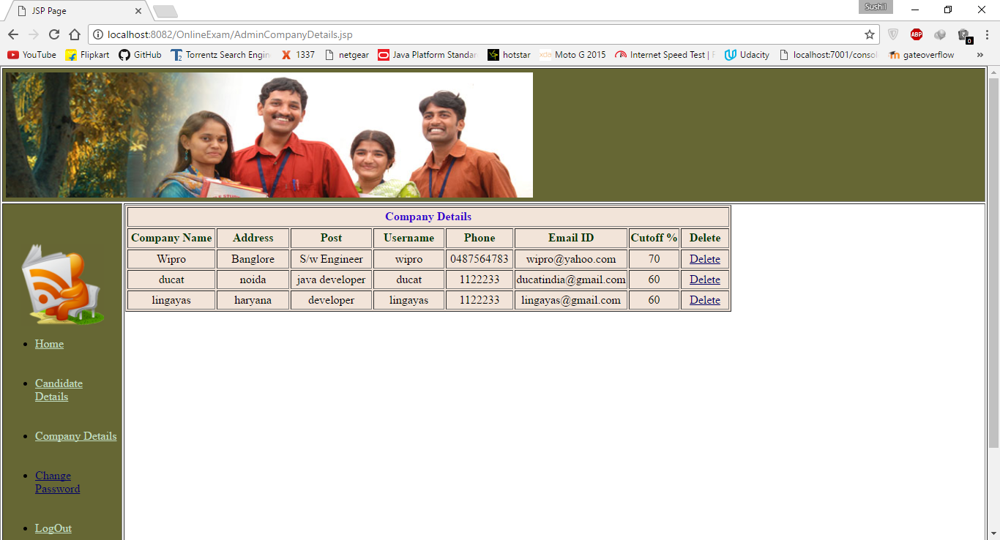 JSP Page
Sushil
localhost:8082/OnlineExam/AdminCompanyDetails.jsp
ABP
0
YouTube Flipkart GitHub Torrentz Search Engin 1337 netgear Java Platform Standar hotstar xda Moto G 2015 Internet Speed Test | Udacity localhost:7001/consol gateoverflow »
Company Details
Company Name Address Post Username Phone Email ID Cutoff % Delete
Wipro Banglore S/w Engineer wipro 0487564783 wipro@yahoo.com 70 Delete
ducat noida java developer ducat 1122233 ducatindia@gmail.com 60 Delete
lingayas haryana developer lingayas 1122233 lingayas@gmail.com 60 Delete
Home
Candidate
Details
Company Details
Change
Password
LogOut